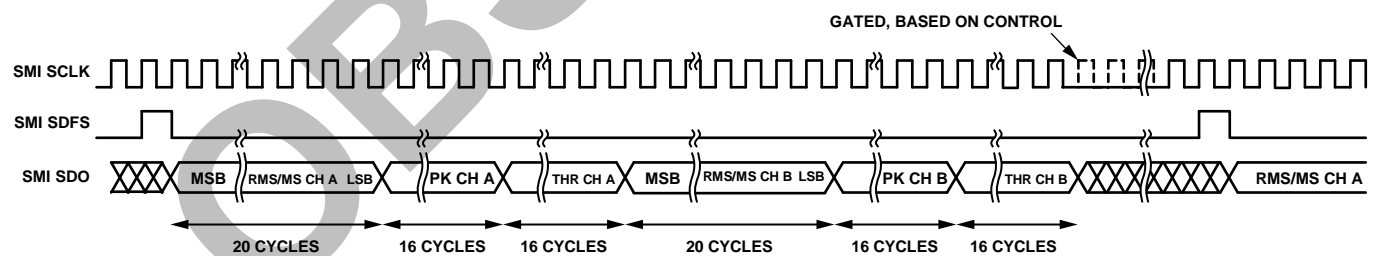 GATED, BASED ON CONTROL
SMI SCLK
SMI SDFS
SMI SDO
MSB RMS/MS CH A LSB PK CH A THR CH A MSB RMS/MS CH B LSB PK CH B THR CH B RMS/MS CH A
20 CYCLES 16 CYCLES 16 CYCLES 20 CYCLES 16 CYCLES 16 CYCLES